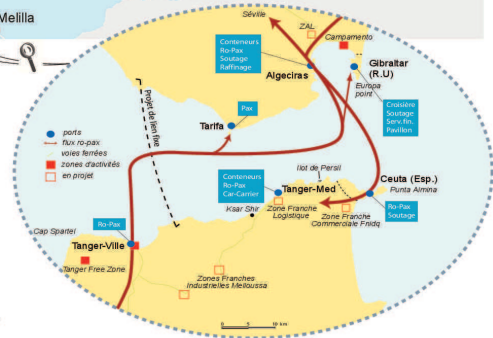 Melilla
Séville
ZAL
Campamento
Conteneurs
Ro-Pax
Soutage
Raffinage
Algeciras
Gibraltar
(R.U)
Europa
point
Croisière
Soutage
Serv.fin.
Pavillon
Projet de lien fixe
Pax
Tarifa
ports
flux ro-pax
voies ferrées
zones d'activités
en projet
Ilot de Persil
Conteneurs
Ro-Pax
Car-Carrier
Tanger-Med
Ceuta (Esp.)
Punta Almina
Zone Franche
Logistique
Zone Franche
Commerciale Fnidq
Ro-Pax
Soutage
Ksar Shir
Ro-Pax
Cap Spartel
Tanger-Ville
Tanger Free Zone
Zones Franches
Industrielles Melloussa
0 5 10 km